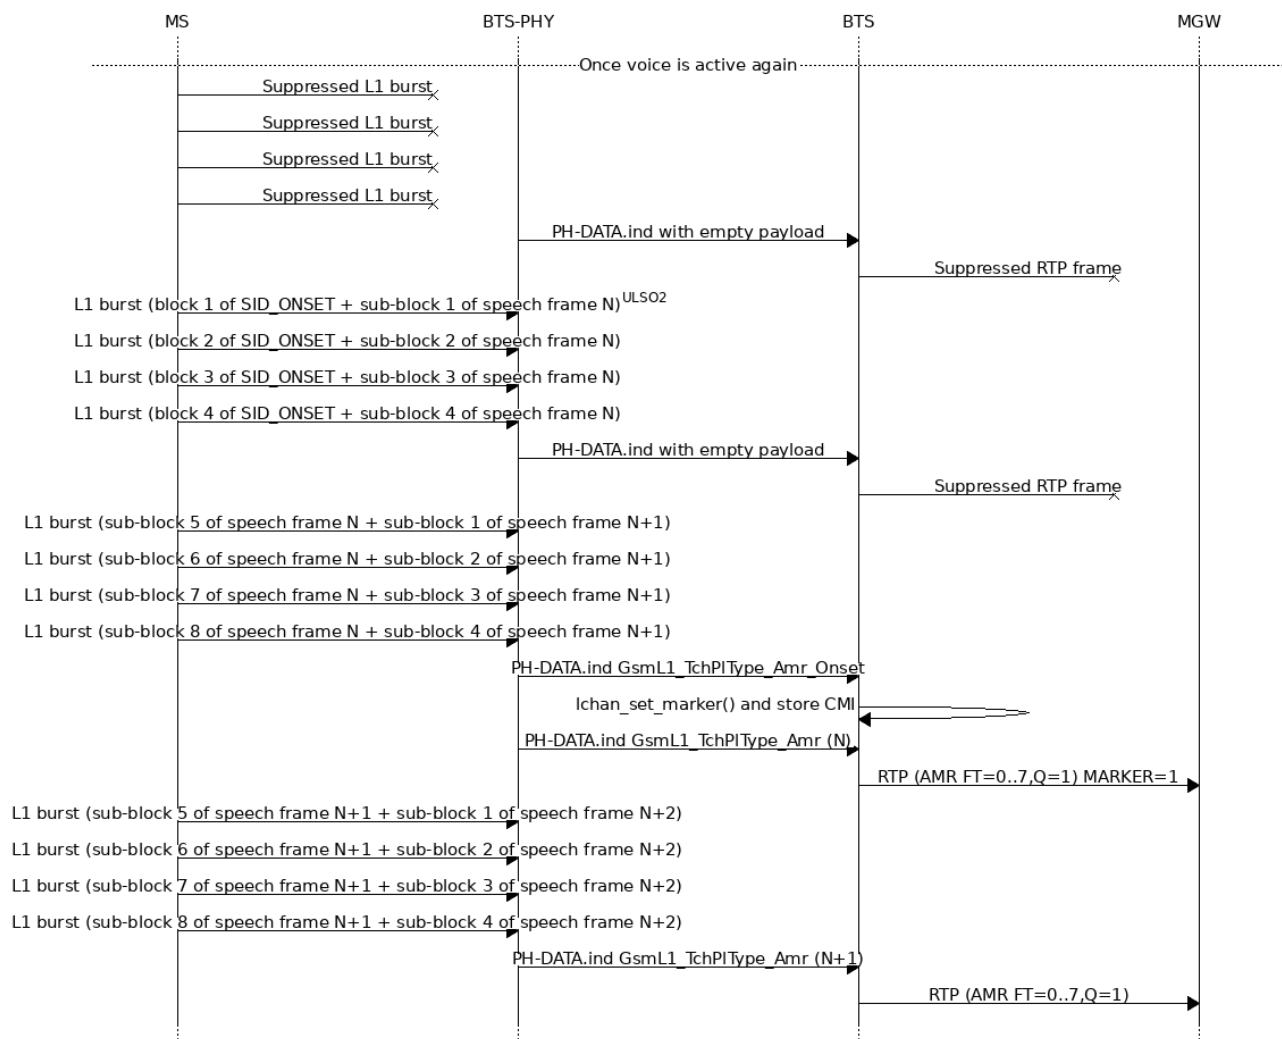 MS BTS-PHY BTS MGW
Once voice is active again
Suppressed L1 burst
Suppressed L1 burst
Suppressed L1 burst
Suppressed L1 burst
PH-DATA.ind with empty payload
Suppressed RTP frame
L1 burst (block 1 of SID_ONSET + sub-block 1 of speech frame N) ULSO2
L1 burst (block 2 of SID_ONSET + sub-block 2 of speech frame N)
L1 burst (block 3 of SID_ONSET + sub-block 3 of speech frame N)
L1 burst (block 4 of SID_ONSET + sub-block 4 of speech frame N)
PH-DATA.ind with empty payload
Suppressed RTP frame
L1 burst (sub-block 5 of speech frame N + sub-block 1 of speech frame N+1)
L1 burst (sub-block 6 of speech frame N + sub-block 2 of speech frame N+1)
L1 burst (sub-block 7 of speech frame N + sub-block 3 of speech frame N+1)
L1 burst (sub-block 8 of speech frame N + sub-block 4 of speech frame N+1)
PH-DATA.ind GsmL1_TchPlType_Amr_Onset
lchan_set_marker() and store CMI
PH-DATA.ind GsmL1_TchPlType_Amr (N)
RTP (AMR FT=0..7,Q=1) MARKER=1
L1 burst (sub-block 5 of speech frame N+1 + sub-block 1 of speech frame N+2)
L1 burst (sub-block 6 of speech frame N+1 + sub-block 2 of speech frame N+2)
L1 burst (sub-block 7 of speech frame N+1 + sub-block 3 of speech frame N+2)
L1 burst (sub-block 8 of speech frame N+1 + sub-block 4 of speech frame N+2)
PH-DATA.ind GsmL1_TchPlType_Amr (N+1)
RTP (AMR FT=0..7,Q=1)